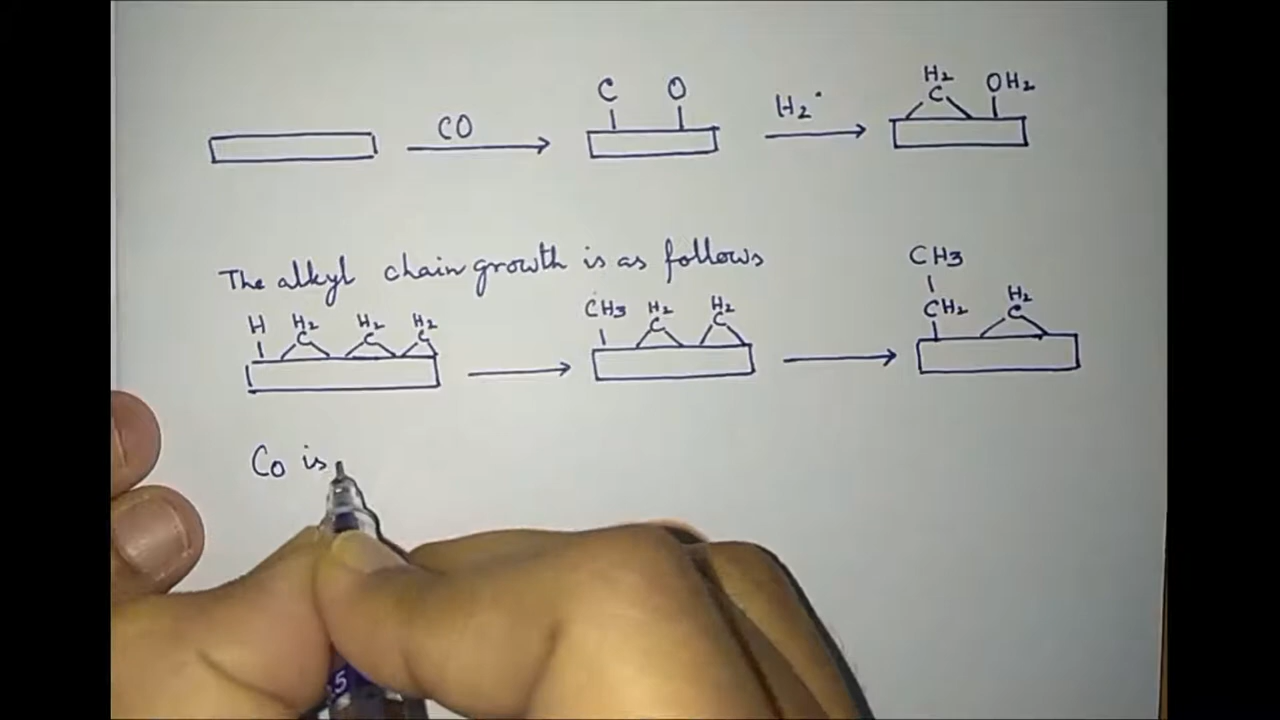 C O H2 OH2
CO H2 C
The alkyl chain growth is as follows
CH3
H H2 H2 H2 CH3 H2 H2 CH2 H2
C C C C C C
Co is
.5